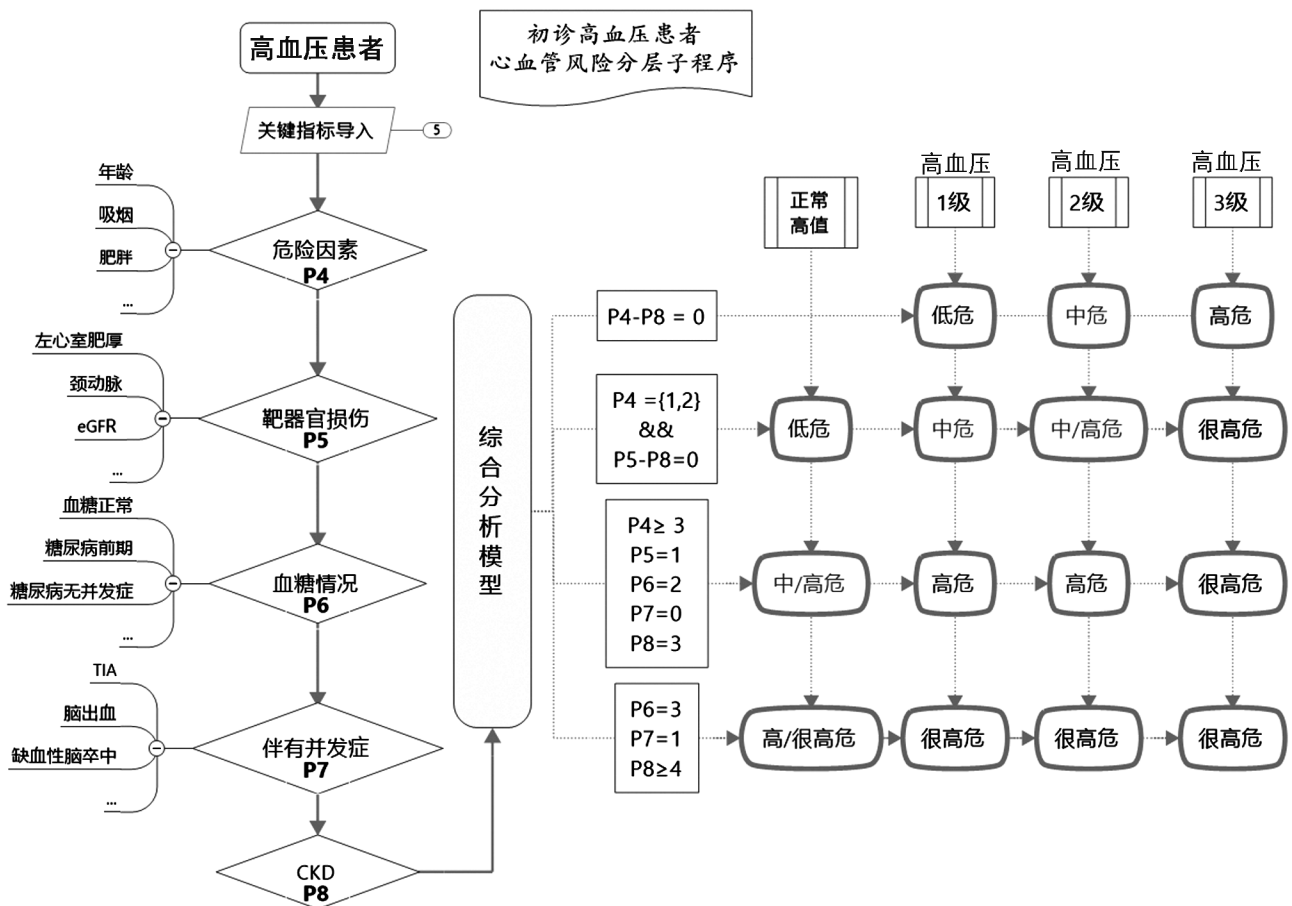 高血压患者
初诊高血压患者
心血管风险分层子程序
关键指标导入
5
年龄
吸烟
肥胖
...
危险因素
P4
左心室肥厚
颈动脉
eGFR
...
靶器官损伤
P5
血糖正常
糖尿病前期
糖尿病无并发症
...
血糖情况
P6
TIA
脑出血
缺血性脑卒中
...
伴有并发症
P7
CKD
P8
综合分析模型
正常
高值
高血压
1级
高血压
2级
高血压
3级
P4-P8 = 0
低危
中危
高危
P4 ={1,2}
&&
P5-P8=0
低危
中危
中/高危
很高危
P4≥ 3
P5=1
P6=2
P7=0
P8=3
中/高危
高危
高危
很高危
P6=3
P7=1
P8≥4
高/很高危
很高危
很高危
很高危